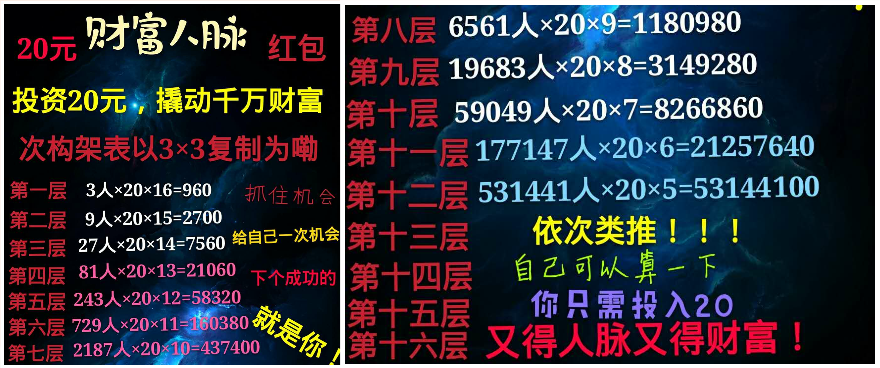 20元 财富人脉 红包
投资20元，撬动千万财富
次构架表以3×3复制为嘞
第一层 3人×20×16=960 抓住机会
第二层 9人×20×15=2700
第三层 27人×20×14=7560 给自己一次机会
第四层 81人×20×13=21060 下个成功的
第五层 243人×20×12=58320
第六层 729人×20×11=160380 就是你！
第七层 2187人×20×10=437400
第八层 6561人×20×9=1180980
第九层 19683人×20×8=3149280
第十层 59049人×20×7=8266860
第十一层 177147人×20×6=21257640
第十二层 531441人×20×5=53144100
第十三层 依次类推！！！
第十四层 自己可以算一下
第十五层 你只需投入20
第十六层 又得人脉又得财富！